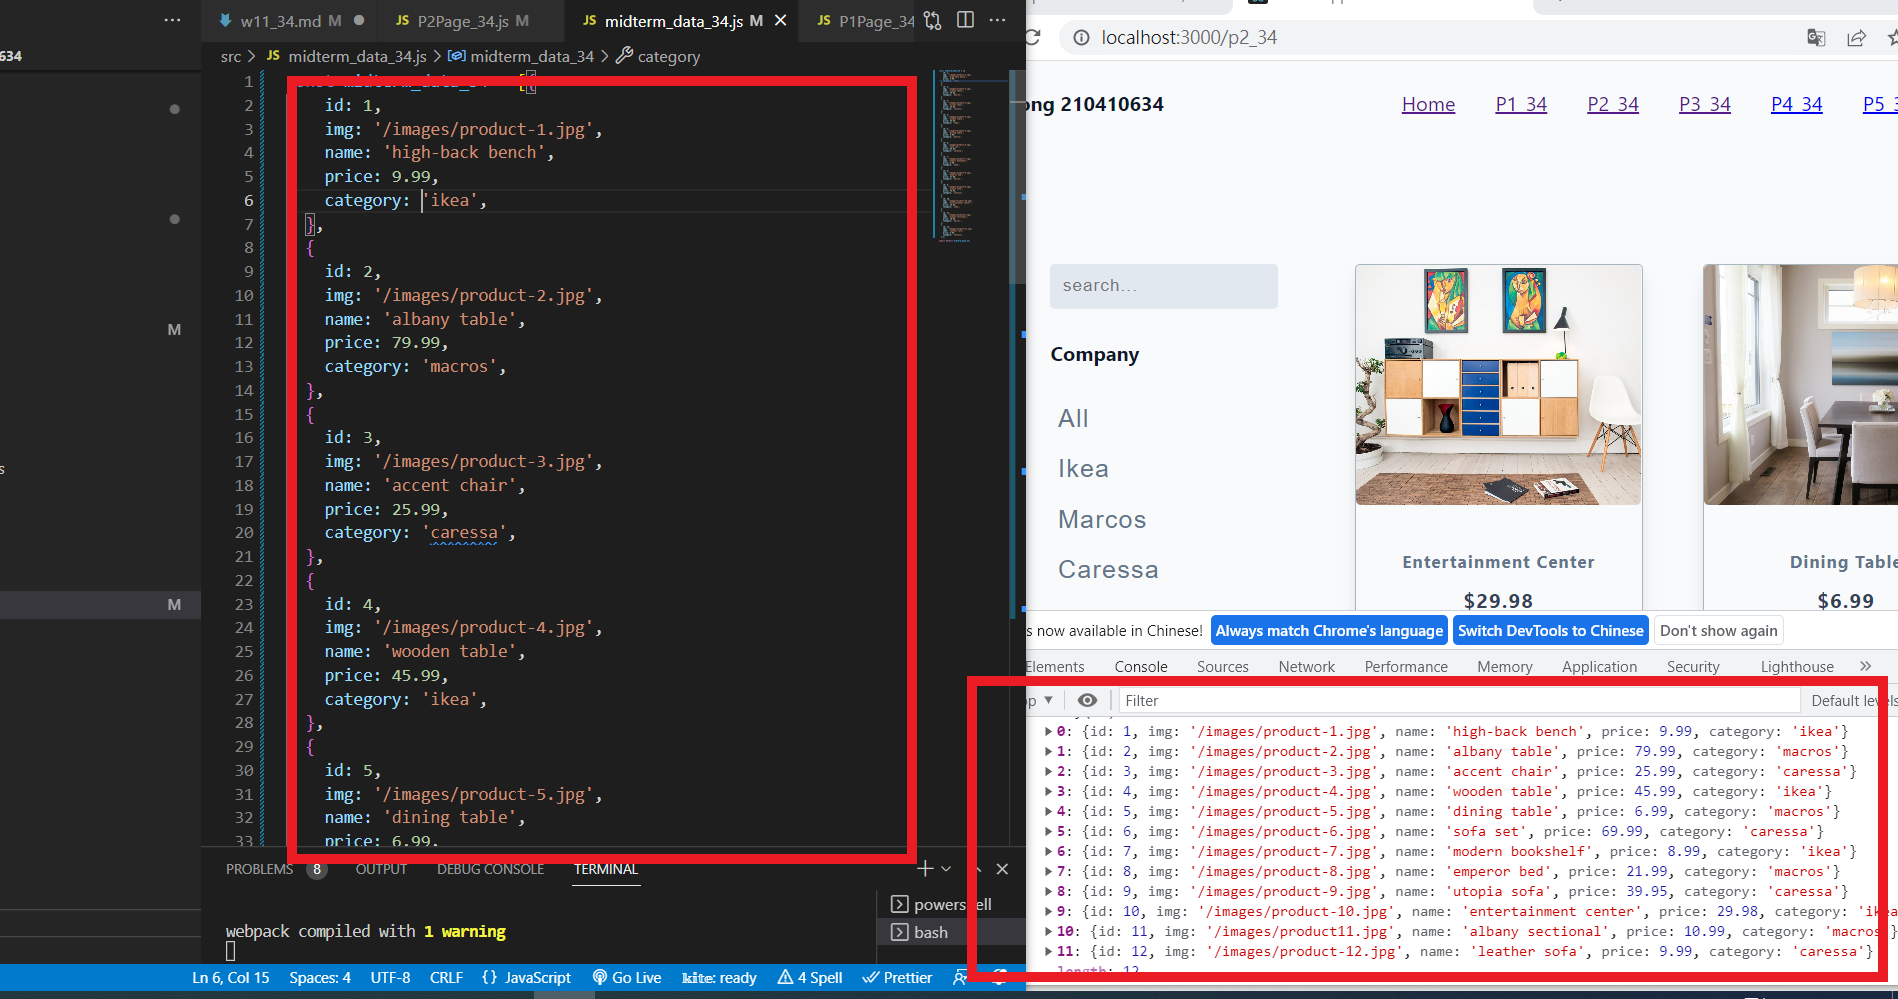 634
w11_34.md M
JS P2Page_34.js M
JS midterm_data_34.js M
JS P1Page_34
src > JS midterm_data_34.js > midterm_data_34 > category
1
2 id: 1,
3 img: '/images/product-1.jpg',
4 name: 'high-back bench',
5 price: 9.99,
6 category: 'ikea',
7 },
8 {
9 id: 2,
10 img: '/images/product-2.jpg',
11 name: 'albany table',
12 price: 79.99,
13 category: 'macros',
14 },
15 {
16 id: 3,
17 img: '/images/product-3.jpg',
18 name: 'accent chair',
19 price: 25.99,
20 category: 'caressa',
21 },
22 {
23 id: 4,
24 img: '/images/product-4.jpg',
25 name: 'wooden table',
26 price: 45.99,
27 category: 'ikea',
28 },
29 {
30 id: 5,
31 img: '/images/product-5.jpg',
32 name: 'dining table',
33 price: 6.99,
M
M
s
PROBLEMS 8 OUTPUT DEBUG CONSOLE TERMINAL
webpack compiled with 1 warning
powershell
bash
Ln 6, Col 15 Spaces: 4 UTF-8 CRLF {} JavaScript Go Live kite: ready 4 Spell Prettier
localhost:3000/p2_34
ong 210410634 Home P1_34 P2_34 P3_34 P4_34 P5_3
search...
Company
All
Ikea
Marcos
Caressa
Entertainment Center
$29.98
Dining Table
$6.99
s now available in Chinese! Always match Chrome's language Switch DevTools to Chinese Don't show again
Elements Console Sources Network Performance Memory Application Security Lighthouse »
op ▼ Filter Default levels
0: {id: 1, img: '/images/product-1.jpg', name: 'high-back bench', price: 9.99, category: 'ikea'}
1: {id: 2, img: '/images/product-2.jpg', name: 'albany table', price: 79.99, category: 'macros'}
2: {id: 3, img: '/images/product-3.jpg', name: 'accent chair', price: 25.99, category: 'caressa'}
3: {id: 4, img: '/images/product-4.jpg', name: 'wooden table', price: 45.99, category: 'ikea'}
4: {id: 5, img: '/images/product-5.jpg', name: 'dining table', price: 6.99, category: 'macros'}
5: {id: 6, img: '/images/product-6.jpg', name: 'sofa set', price: 69.99, category: 'caressa'}
6: {id: 7, img: '/images/product-7.jpg', name: 'modern bookshelf', price: 8.99, category: 'ikea'}
7: {id: 8, img: '/images/product-8.jpg', name: 'emperor bed', price: 21.99, category: 'macros'}
8: {id: 9, img: '/images/product-9.jpg', name: 'utopia sofa', price: 39.95, category: 'caressa'}
9: {id: 10, img: '/images/product-10.jpg', name: 'entertainment center', price: 29.98, category: 'ikea
10: {id: 11, img: '/images/product11.jpg', name: 'albany sectional', price: 10.99, category: 'macros'}
11: {id: 12, img: '/images/product-12.jpg', name: 'leather sofa', price: 9.99, category: 'caressa'}
length: 12